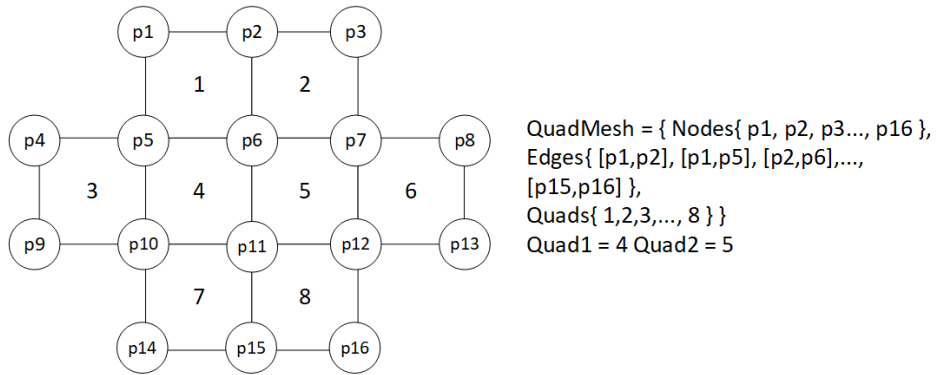 p1 p2 p3
1 2
p4 p5 p6 p7 p8
3 4 5 6
p9 p10 p11 p12 p13
7 8
p14 p15 p16
QuadMesh = { Nodes{ p1, p2, p3..., p16 },
Edges{ [p1,p2], [p1,p5], [p2,p6],...,
[p15,p16] },
Quads{ 1,2,3,..., 8 } }
Quad1 = 4 Quad2 = 5